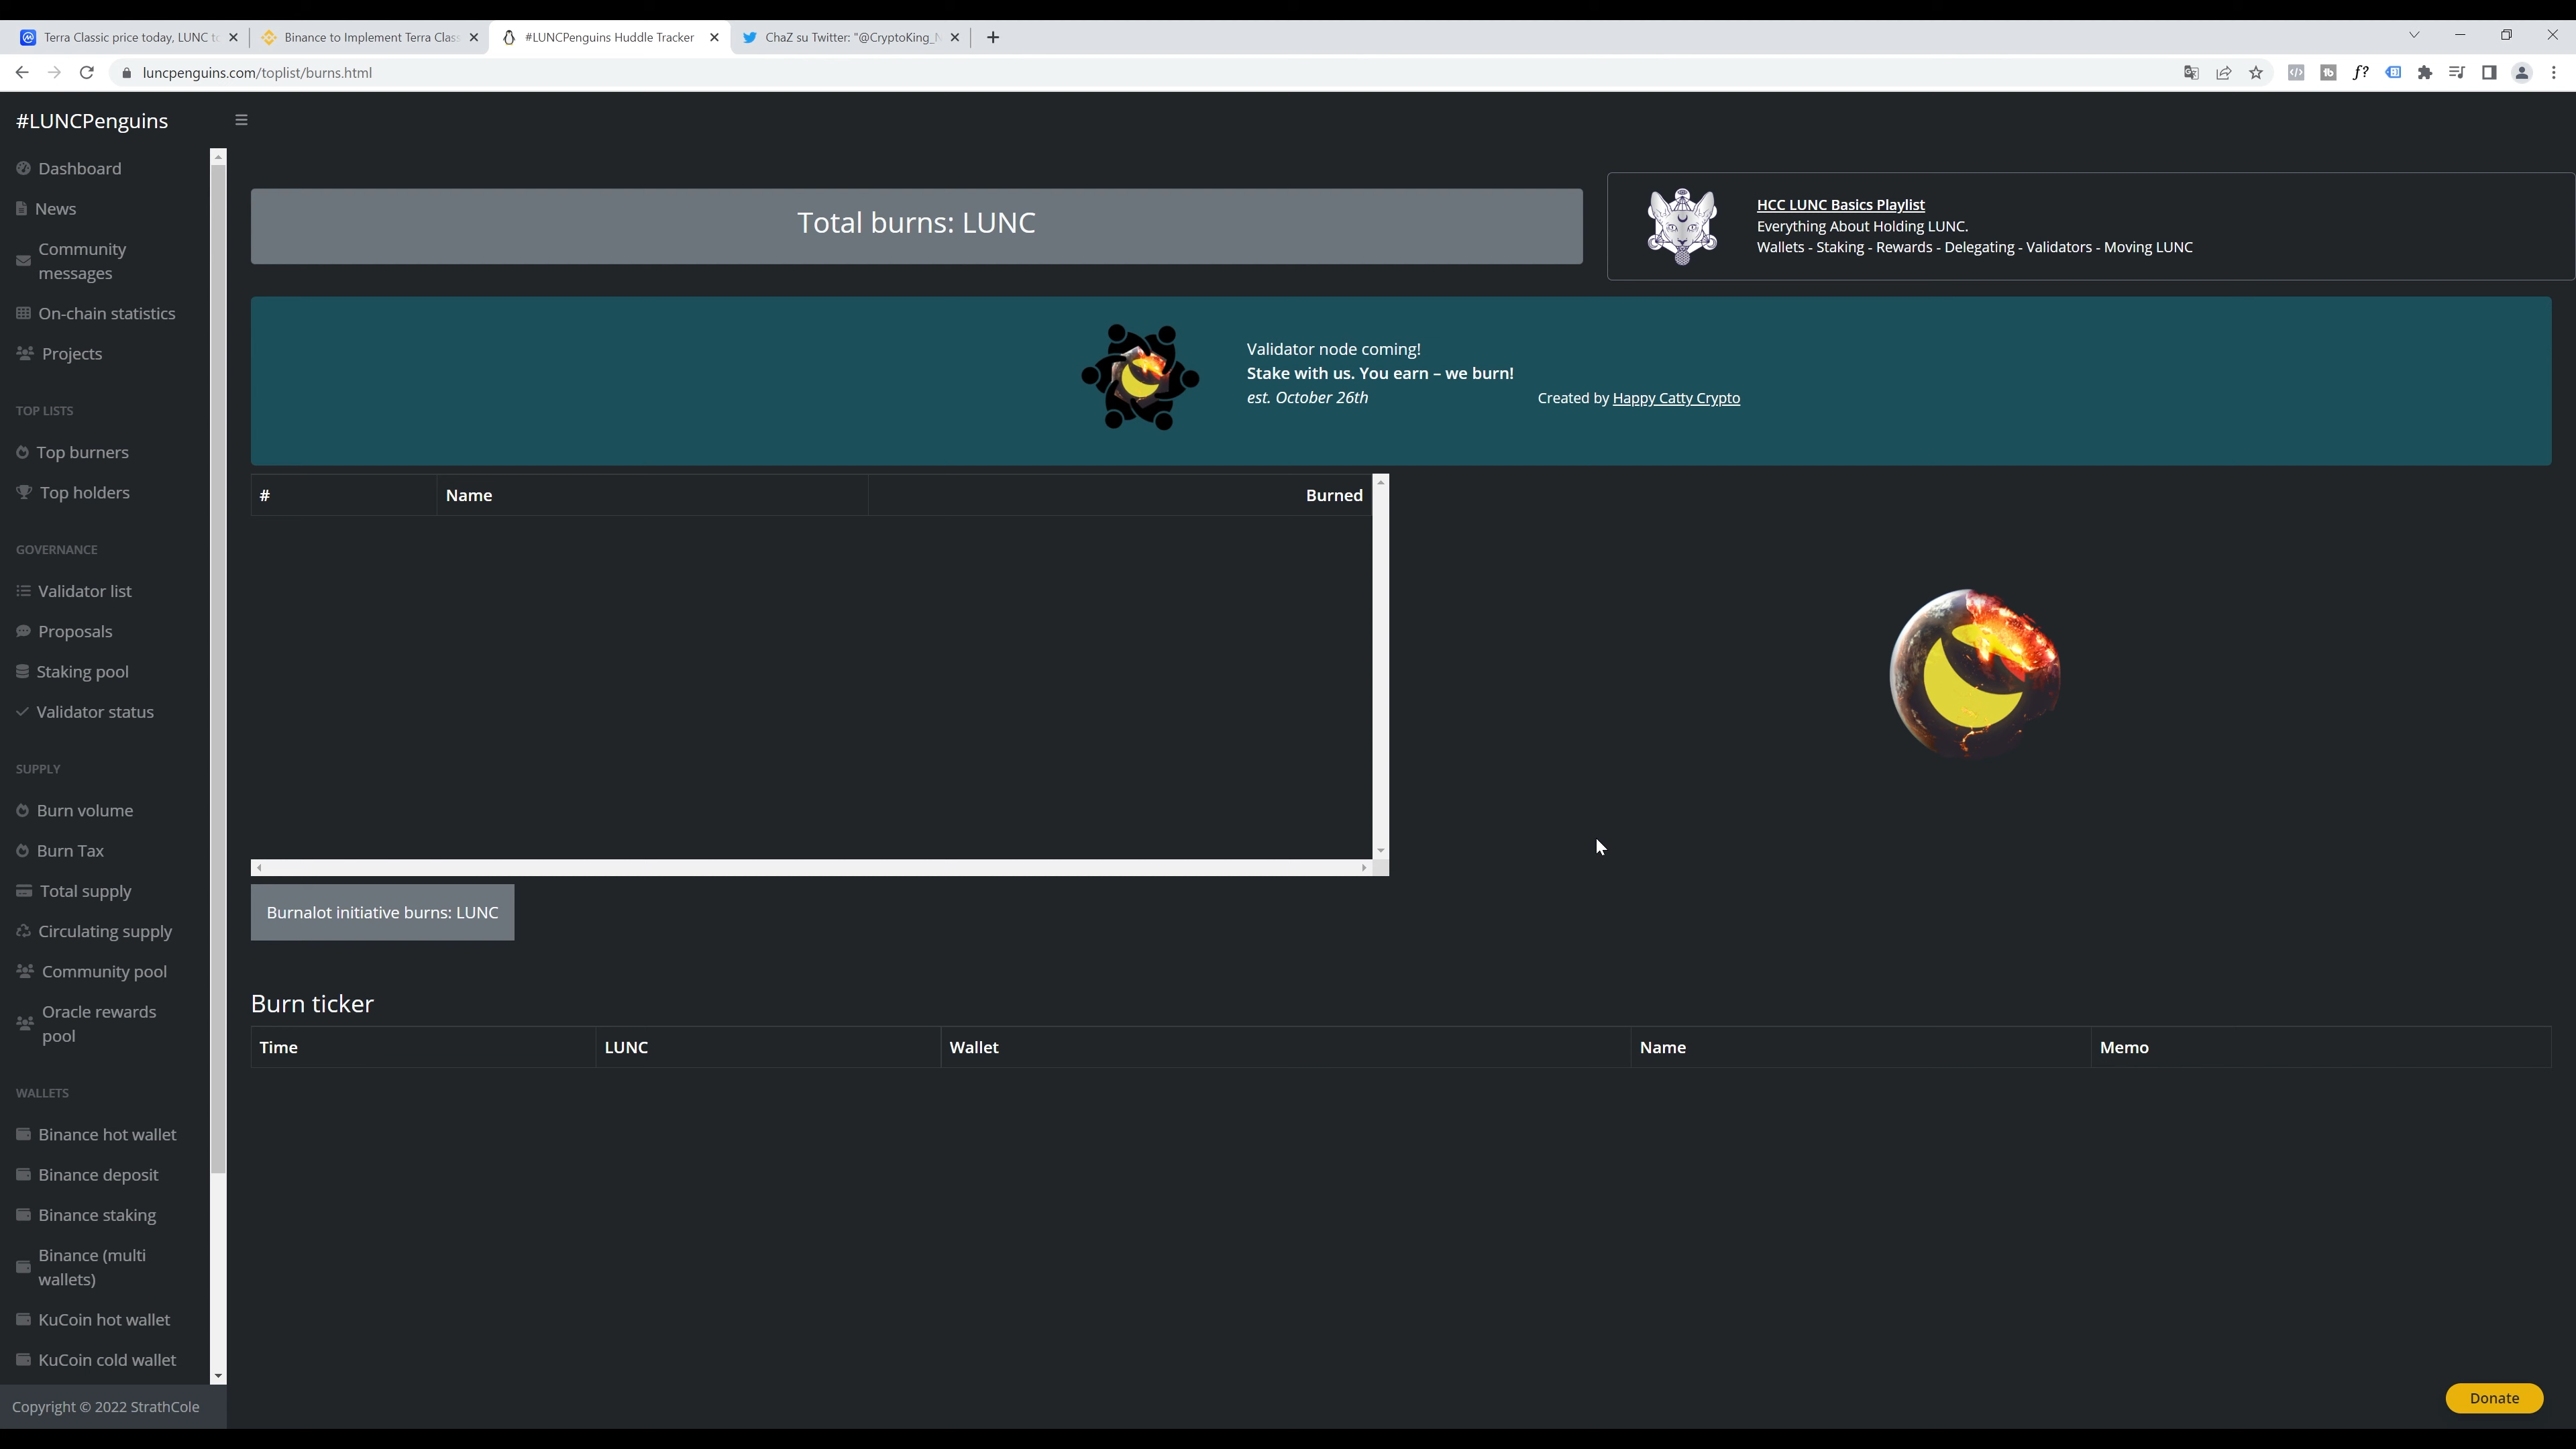 Terra Classic price today, LUNC to
Binance to Implement Terra Class
#LUNCPenguins Huddle Tracker
ChaZ su Twitter: "@CryptoKing_N
luncpenguins.com/toplist/burns.html
#LUNCPenguins
Dashboard
News
Community
messages
On-chain statistics
Projects
TOP LISTS
Top burners
Top holders
GOVERNANCE
Validator list
Proposals
Staking pool
Validator status
SUPPLY
Burn volume
Burn Tax
Total supply
Circulating supply
Community pool
Oracle rewards
pool
WALLETS
Binance hot wallet
Binance deposit
Binance staking
Binance (multi
wallets)
KuCoin hot wallet
KuCoin cold wallet
Copyright © 2022 StrathCole
Total burns: LUNC
HCC LUNC Basics Playlist
Everything About Holding LUNC.
Wallets - Staking - Rewards - Delegating - Validators - Moving LUNC
Validator node coming!
Stake with us. You earn – we burn!
est. October 26th
Created by Happy Catty Crypto
# Name Burned
Burnalot initiative burns: LUNC
Burn ticker
Time LUNC Wallet Name Memo
Donate